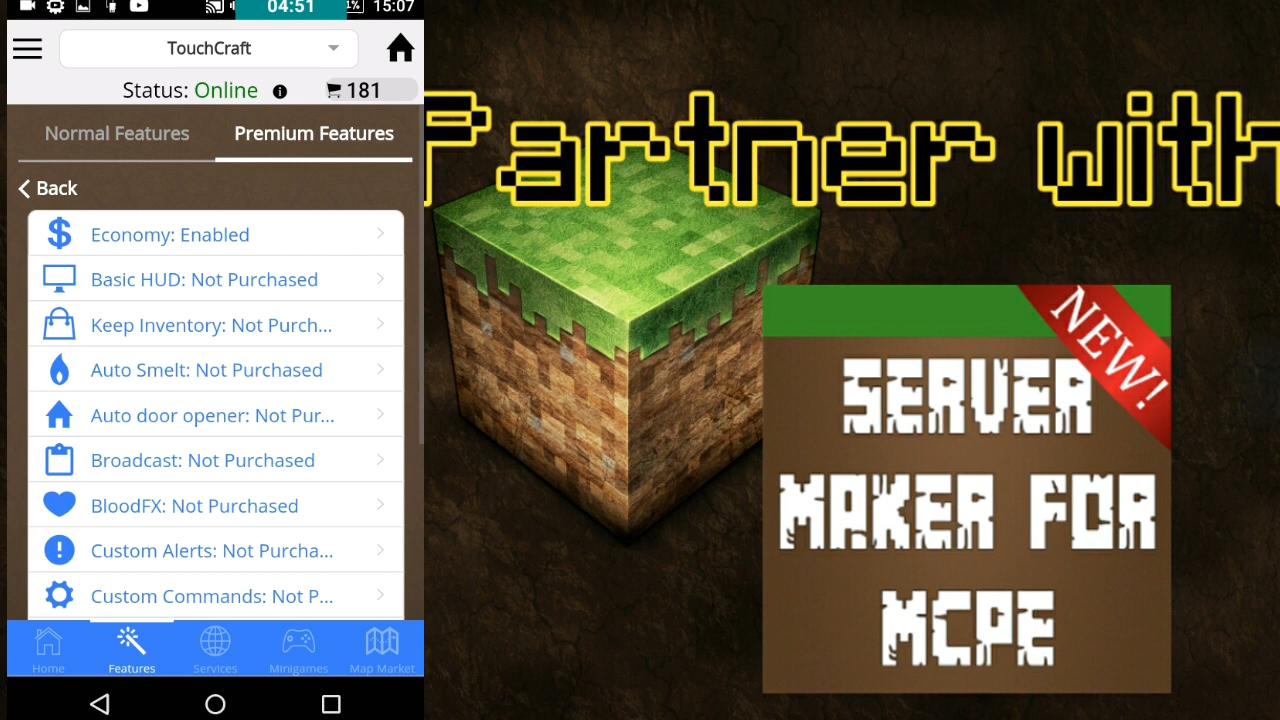 04:51
1%
15:07
TouchCraft
Status: Online
181
Normal Features
Premium Features
Back
Economy: Enabled
Basic HUD: Not Purchased
Keep Inventory: Not Purch...
Auto Smelt: Not Purchased
Auto door opener: Not Pur...
Broadcast: Not Purchased
BloodFX: Not Purchased
Custom Alerts: Not Purcha...
Custom Commands: Not P...
Home
Features
Services
Minigames
Map Market
Partner with
NEW!
SERVER
MAKER FOR
MCPE